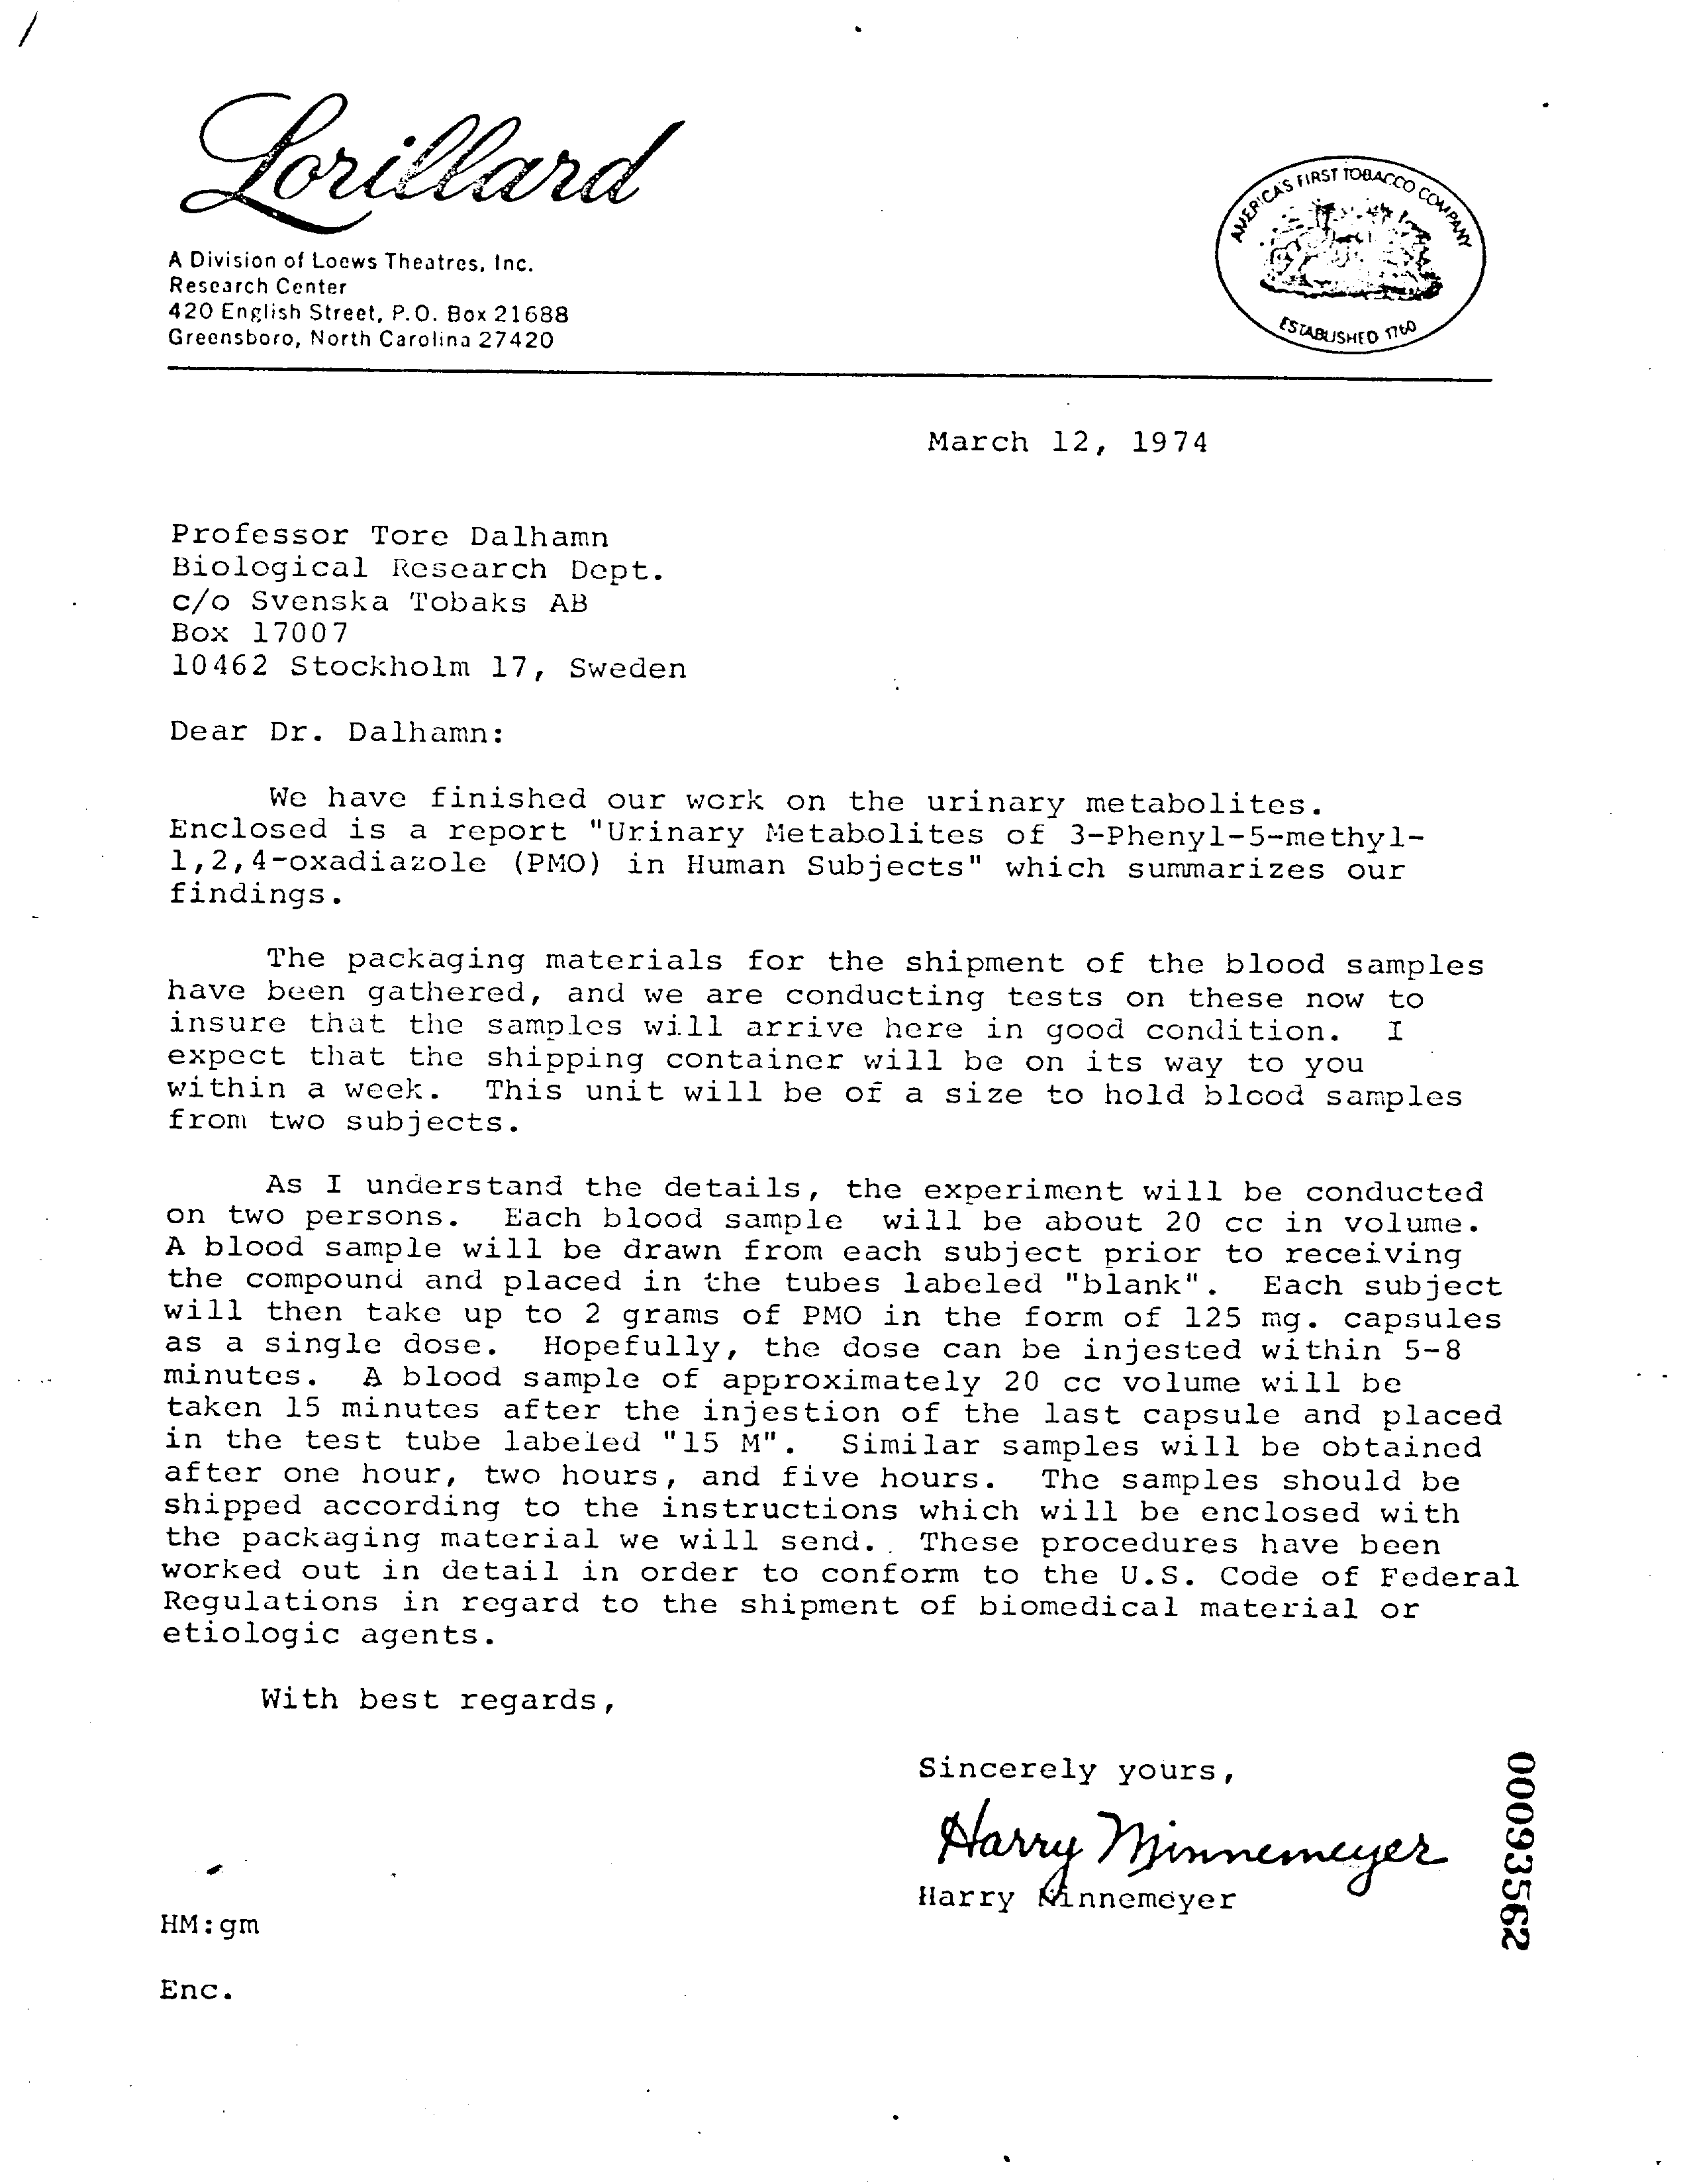 Lorillard
A Division of Loews Theatres, Inc.
Research Center
420 English Street, P.O. Box 21688
Greensboro, North Carolina 27420
AMERICA'S FIRST TOBACCO COMPANY
ESTABLISHED 1760
March 12, 1974
Professor Tore Dalhamn
Biological Research Dept.
c/o Svenska Tobaks AB
Box 17007
10462 Stockholm 17, Sweden
Dear Dr. Dalhamn:
We have finished our work on the urinary metabolites.
Enclosed is a report "Urinary Metabolites of 3-Phenyl-5-methyl-
1,2,4-oxadiazole (PMO) in Human Subjects" which summarizes our
findings.
The packaging materials for the shipment of the blood samples
have been gathered, and we are conducting tests on these now to
insure that the samples will arrive here in good condition. I
expect that the shipping container will be on its way to you
within a week. This unit will be of a size to hold blood samples
from two subjects.
As I understand the details, the experiment will be conducted
on two persons. Each blood sample will be about 20 cc in volume.
A blood sample will be drawn from each subject prior to receiving
the compound and placed in the tubes labeled "blank". Each subject
will then take up to 2 grams of PMO in the form of 125 mg. capsules
as a single dose. Hopefully, the dose can be injested within 5-8
minutes. A blood sample of approximately 20 cc volume will be
taken 15 minutes after the injestion of the last capsule and placed
in the test tube labeled "15 M". Similar samples will be obtained
after one hour, two hours, and five hours. The samples should be
shipped according to the instructions which will be enclosed with
the packaging material we will send. These procedures have been
worked out in detail in order to conform to the U.S. Code of Federal
Regulations in regard to the shipment of biomedical material or
etiologic agents.
With best regards,
Sincerely yours,
Harry Minnemeyer
Harry Minnemeyer
HM:gm
Enc.
00093562